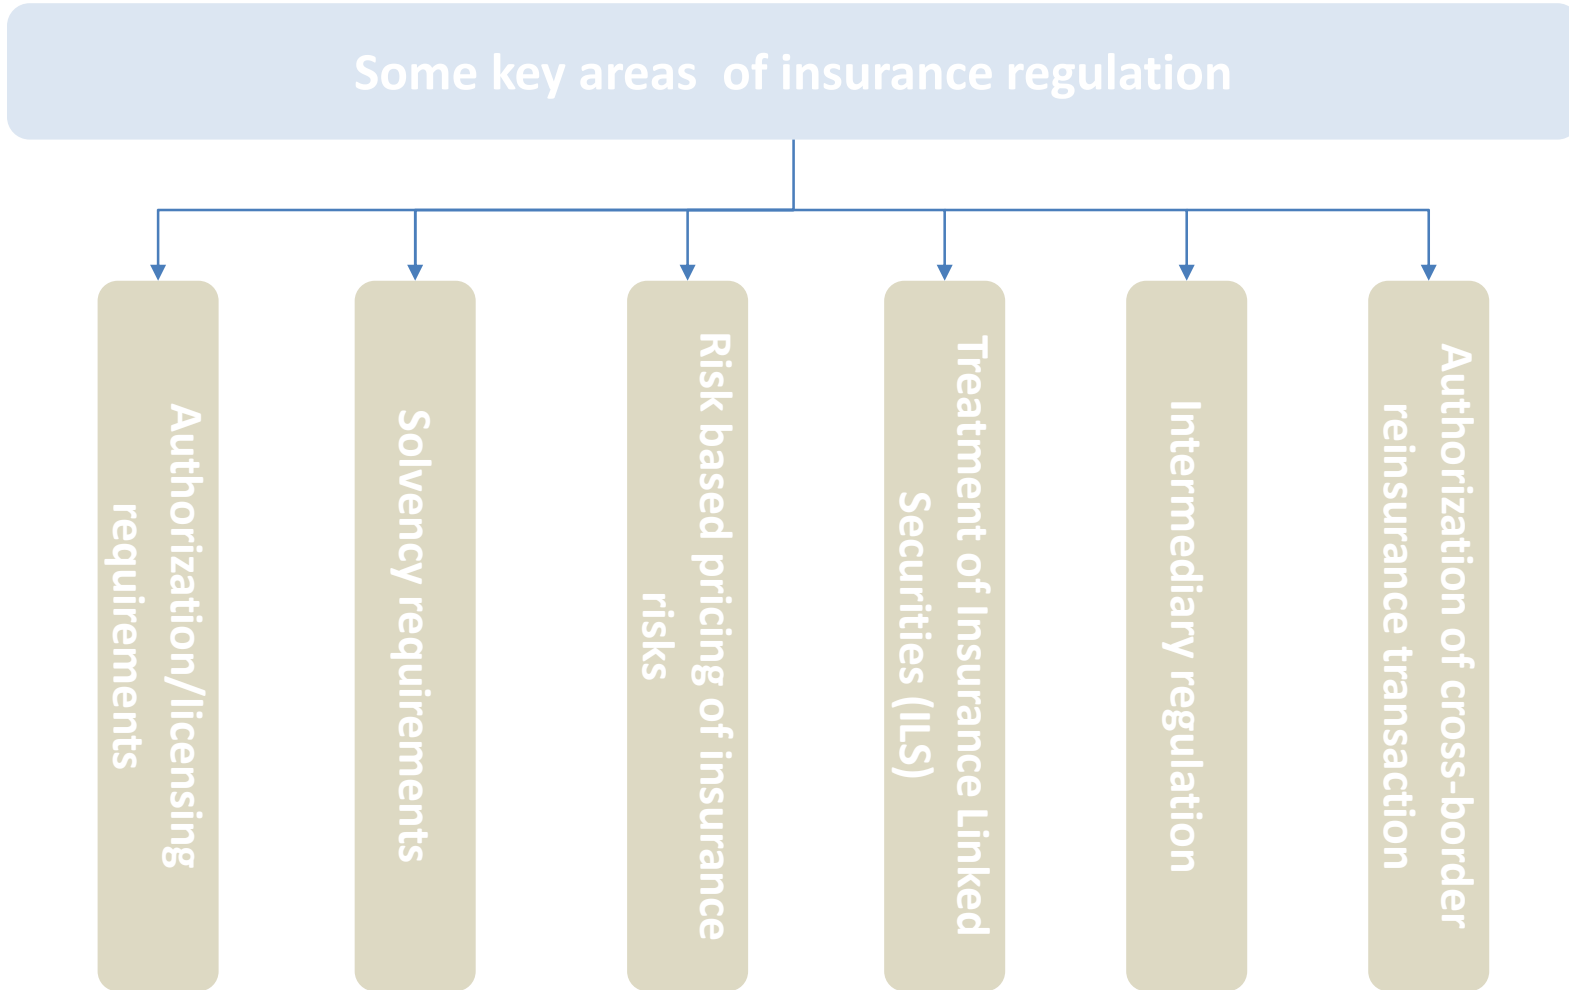 Some key areas of insurance regulation
Authorization/licensing
requirements
Solvency requirements
Risk based pricing of insurance
risks
Treatment of Insurance Linked
Securities (ILS)
Intermediary regulation
Authorization of cross-border
reinsurance transaction